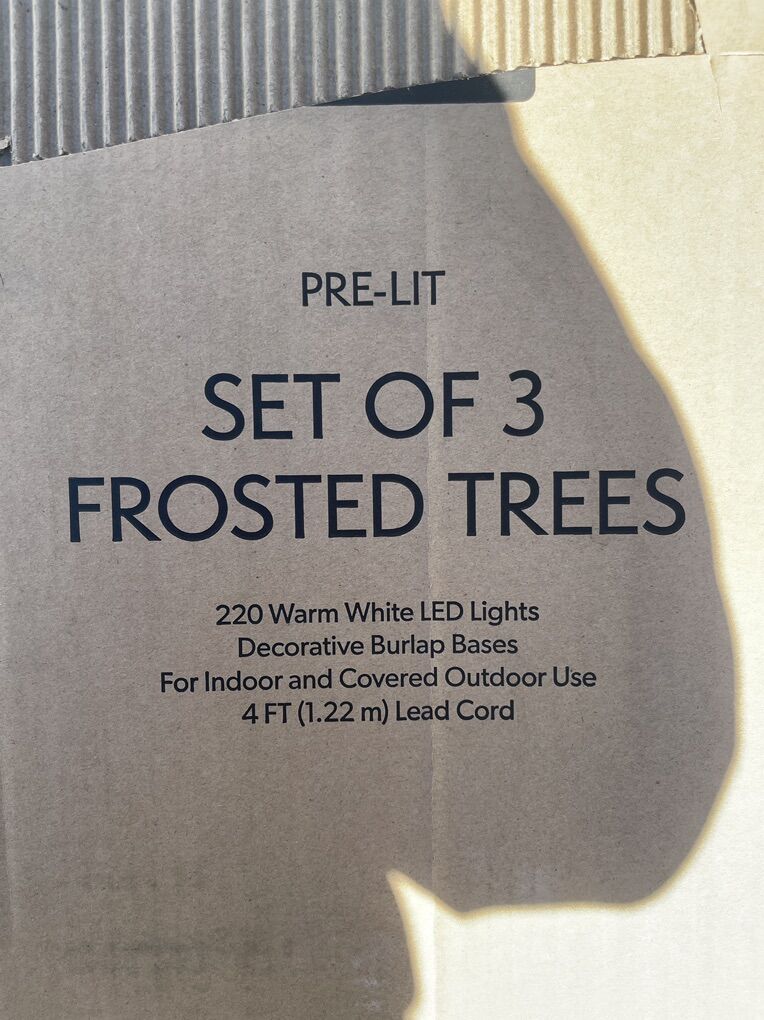 PRE-LIT
SET OF 3
FROSTED TREES
220 Warm White LED Lights
Decorative Burlap Bases
For Indoor and Covered Outdoor Use
4 FT (1.22 m) Lead Cord